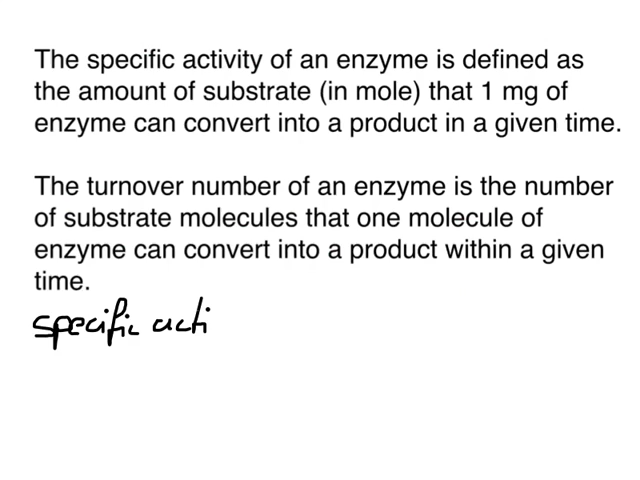 The specific activity of an enzyme is defined as
the amount of substrate (in mole) that 1 mg of
enzyme can convert into a product in a given time.
The turnover number of an enzyme is the number
of substrate molecules that one molecule of
enzyme can convert into a product within a given
time.
specific acti